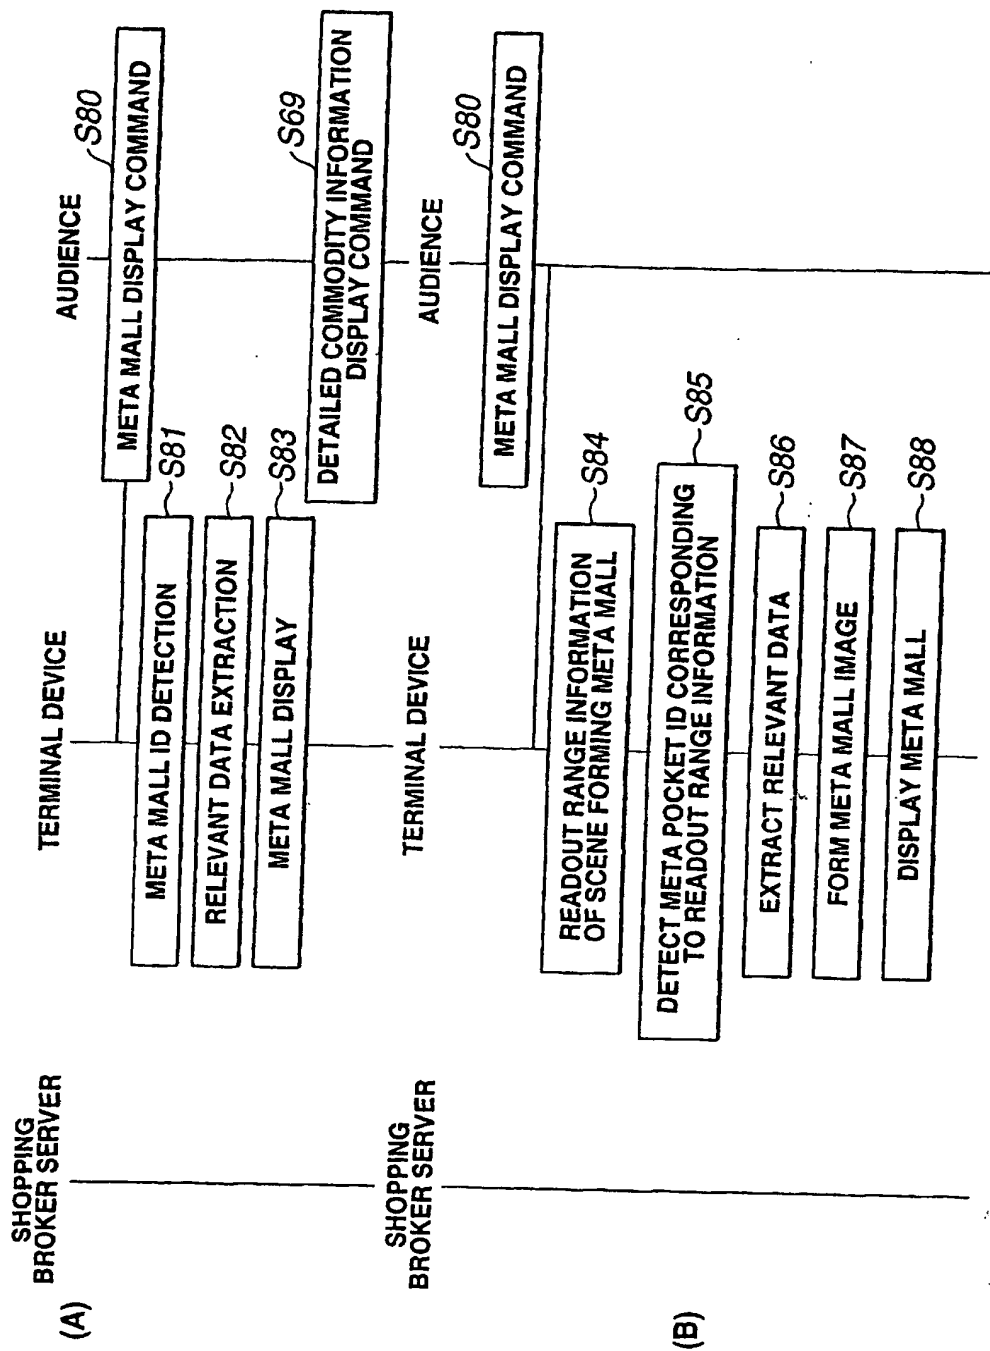 (A)
SHOPPING
BROKER SERVER
TERMINAL DEVICE
AUDIENCE
META MALL DISPLAY COMMAND
S80
META MALL ID DETECTION
S81
RELEVANT DATA EXTRACTION
S82
META MALL DISPLAY
S83
DETAILED COMMODITY INFORMATION
DISPLAY COMMAND
S69
(B)
SHOPPING
BROKER SERVER
TERMINAL DEVICE
AUDIENCE
META MALL DISPLAY COMMAND
S80
READOUT RANGE INFORMATION
OF SCENE FORMING META MALL
S84
DETECT META POCKET ID CORRESPONDING
TO READOUT RANGE INFORMATION
S85
EXTRACT RELEVANT DATA
S86
FORM META MALL IMAGE
S87
DISPLAY META MALL
S88